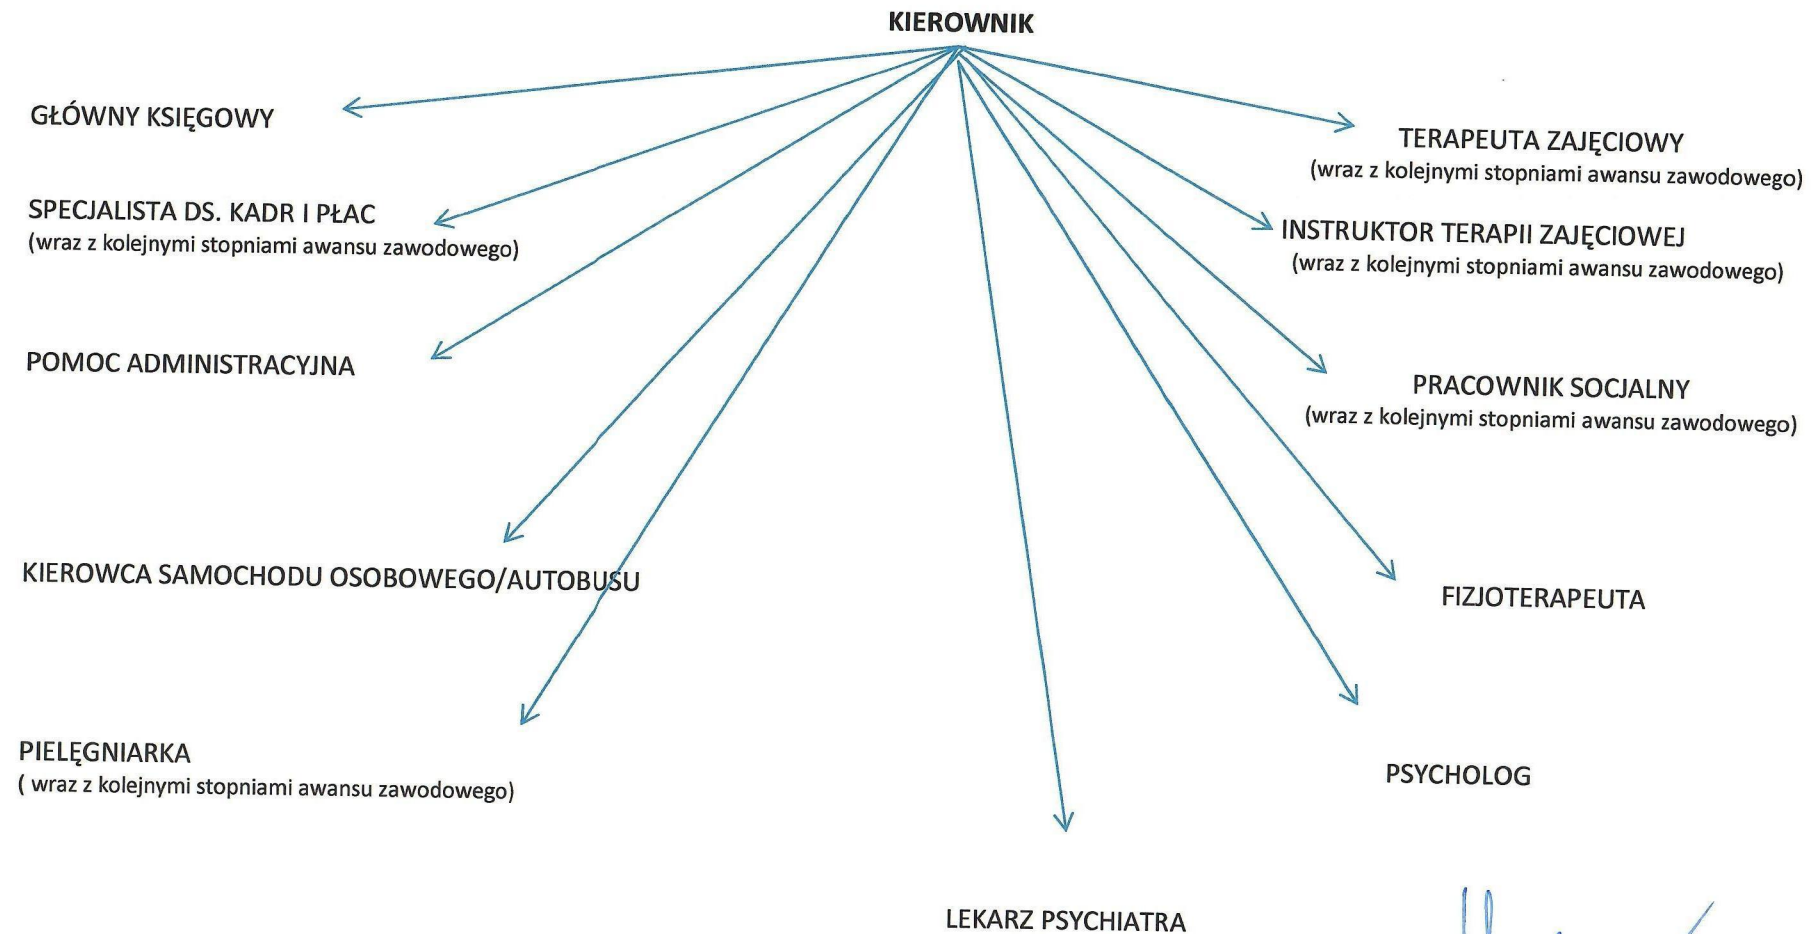 KIEROWNIK
GŁÓWNY KSIĘGOWY
SPECJALISTA DS. KADR I PŁAC
(wraz z kolejnymi stopniami awansu zawodowego)
POMOC ADMINISTRACYJNA
KIEROWCA SAMOCHODU OSOBOWEGO/AUTOBUSU
PIELĘGNIARKA
( wraz z kolejnymi stopniami awansu zawodowego)
LEKARZ PSYCHIATRA
TERAPEUTA ZAJĘCIOWY
(wraz z kolejnymi stopniami awansu zawodowego)
INSTRUKTOR TERAPII ZAJĘCIOWEJ
(wraz z kolejnymi stopniami awansu zawodowego)
PRACOWNIK SOCJALNY
(wraz z kolejnymi stopniami awansu zawodowego)
FIZJOTERAPEUTA
PSYCHOLOG